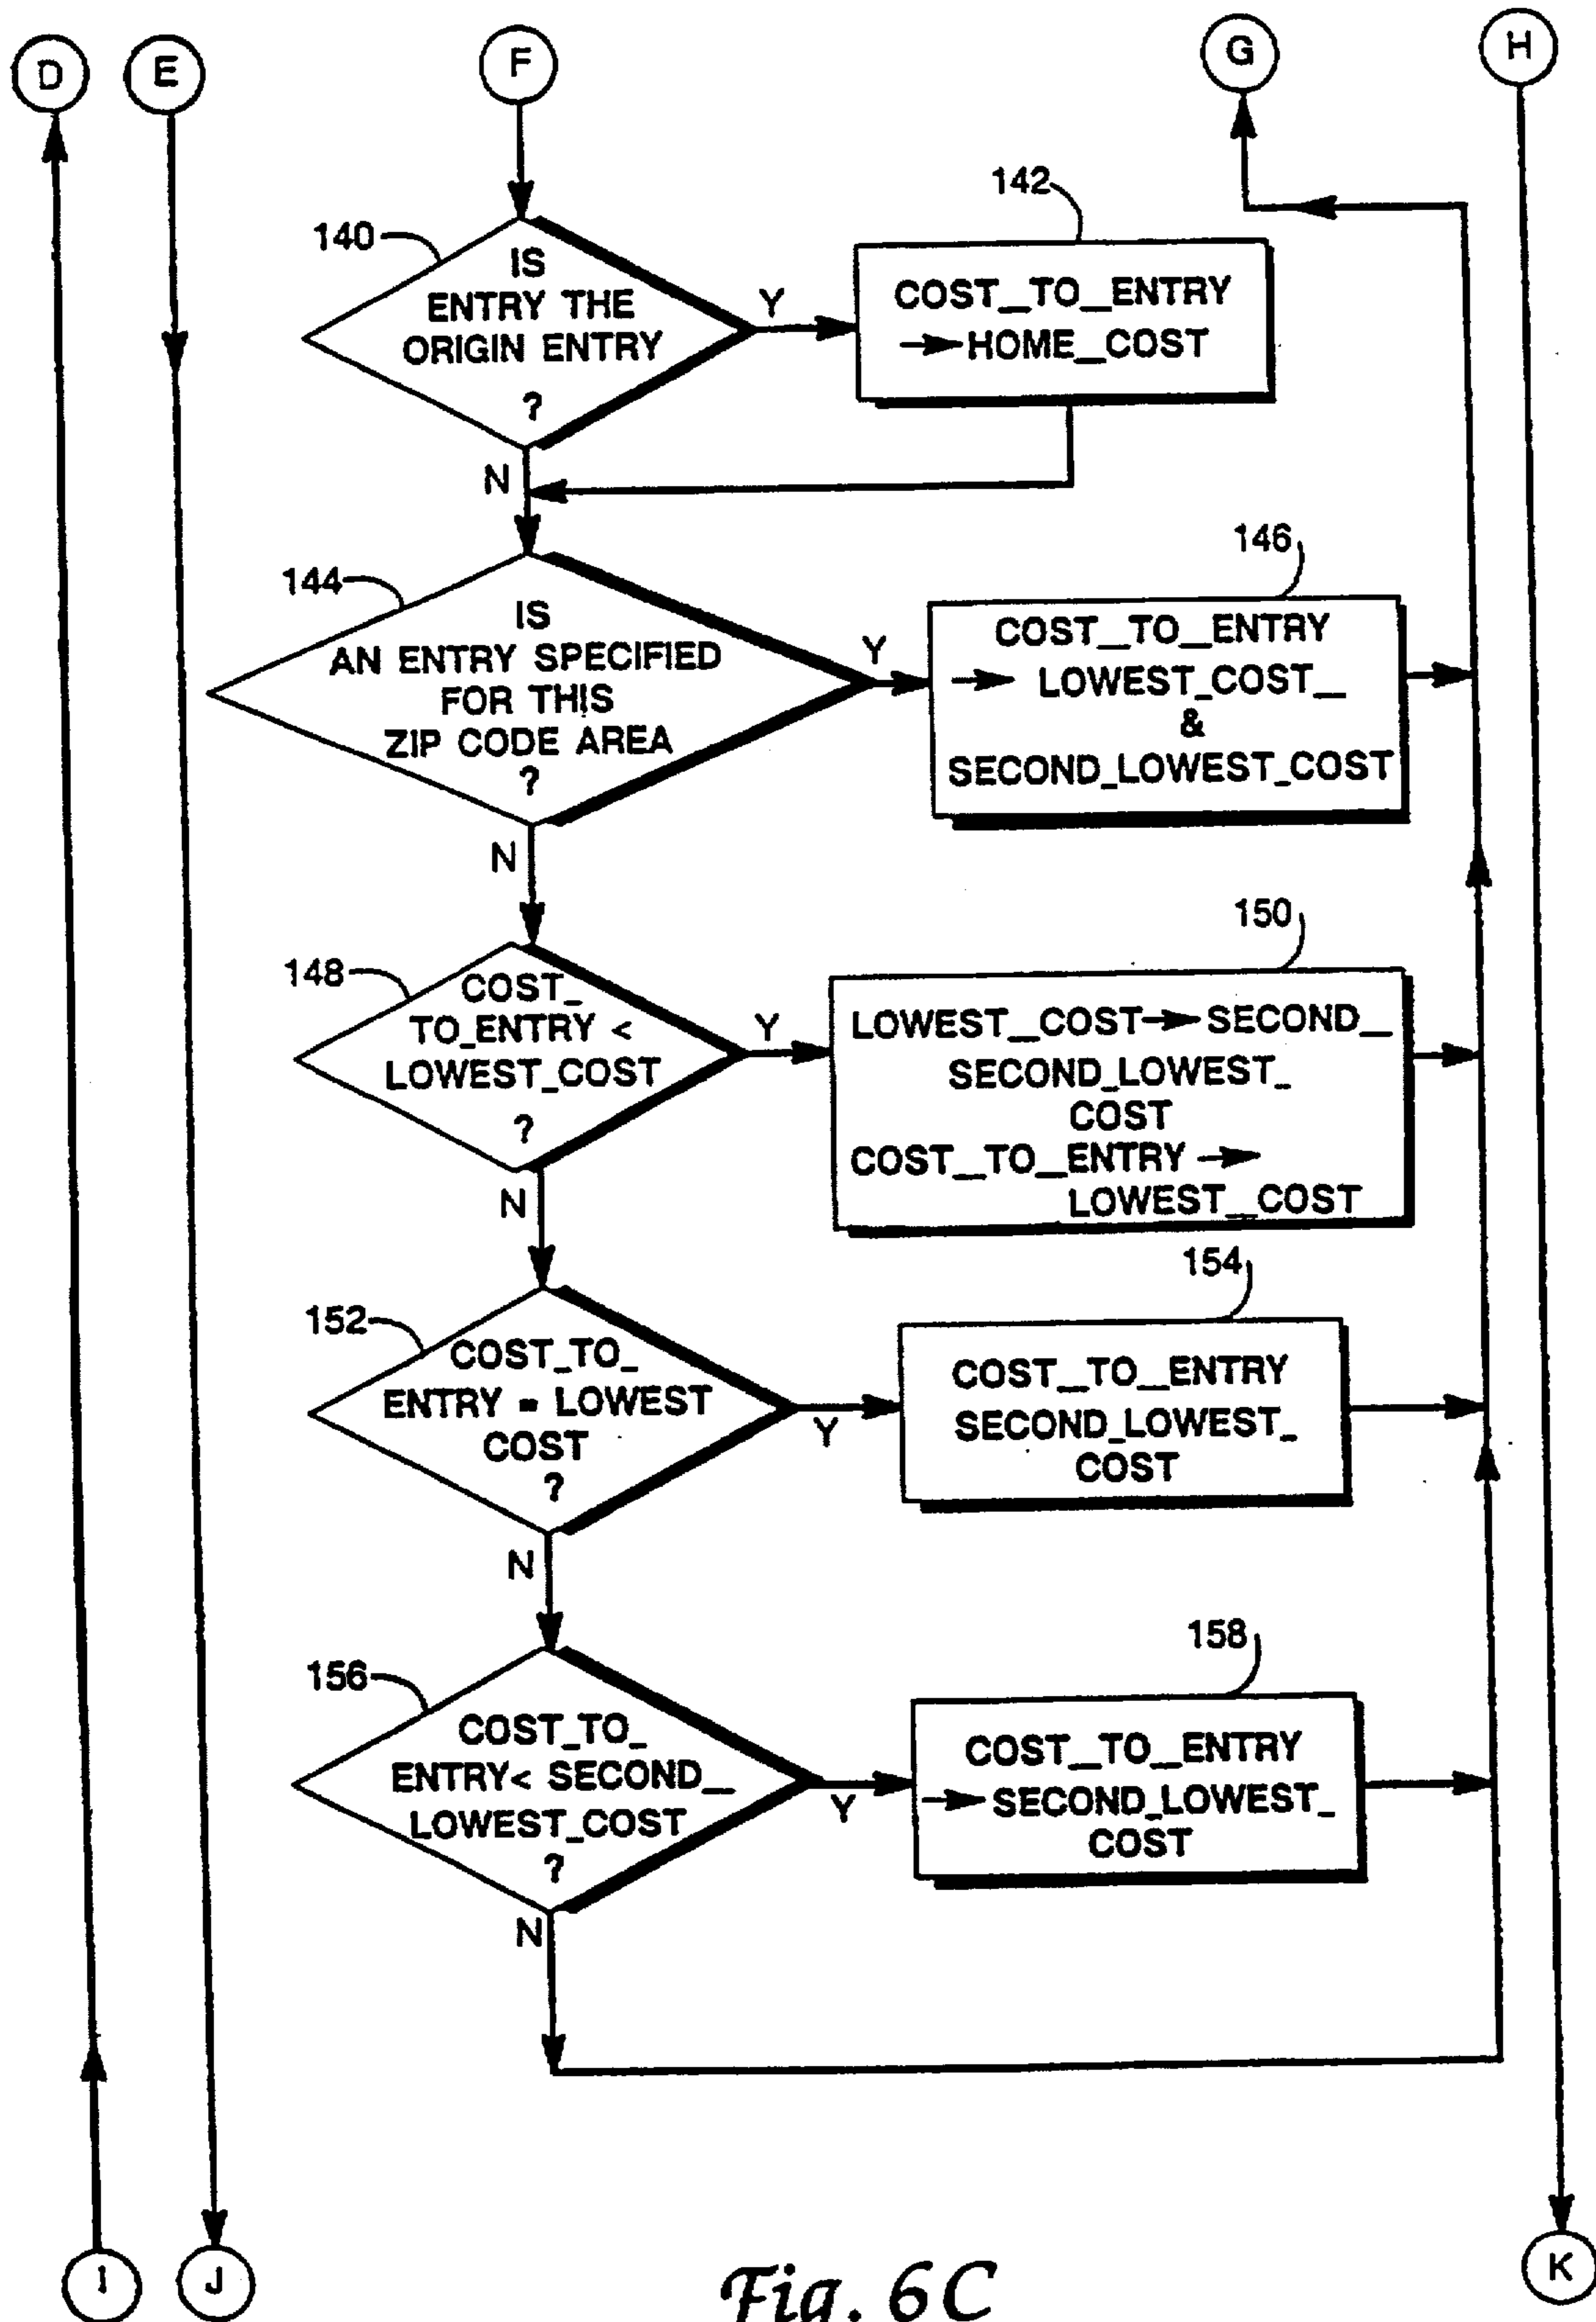 D
E
F
G
H
140
IS
ENTRY THE
ORIGIN ENTRY
?
Y
N
142
COST_TO_ENTRY
→HOME_COST
144
IS
AN ENTRY SPECIFIED
FOR THIS
ZIP CODE AREA
?
Y
N
146
COST_TO_ENTRY
→ LOWEST_COST_
&
SECOND_LOWEST_COST
148
COST_
TO_ENTRY <
LOWEST_COST
?
Y
N
150
LOWEST_COST→SECOND_
SECOND_LOWEST_
COST
COST_TO_ENTRY→
LOWEST_COST
152
COST_TO_
ENTRY = LOWEST
COST
?
Y
N
154
COST_TO_ENTRY
SECOND_LOWEST_
COST
156
COST_TO_
ENTRY< SECOND_
LOWEST_COST
?
Y
N
158
COST_TO_ENTRY
→SECOND_LOWEST_
COST
I
J
K
Fig. 6C